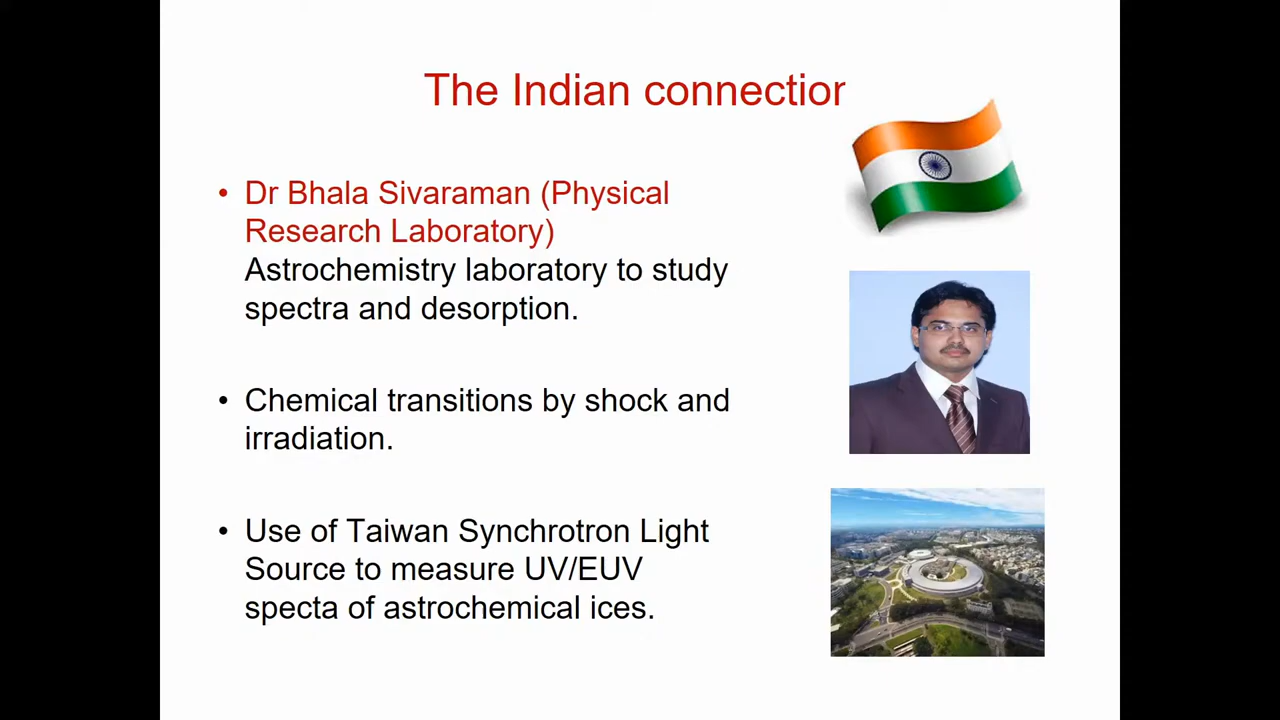 The Indian connection
• Dr Bhala Sivaraman (Physical
Research Laboratory)
Astrochemistry laboratory to study
spectra and desorption.
• Chemical transitions by shock and
irradiation.
• Use of Taiwan Synchrotron Light
Source to measure UV/EUV
specta of astrochemical ices.